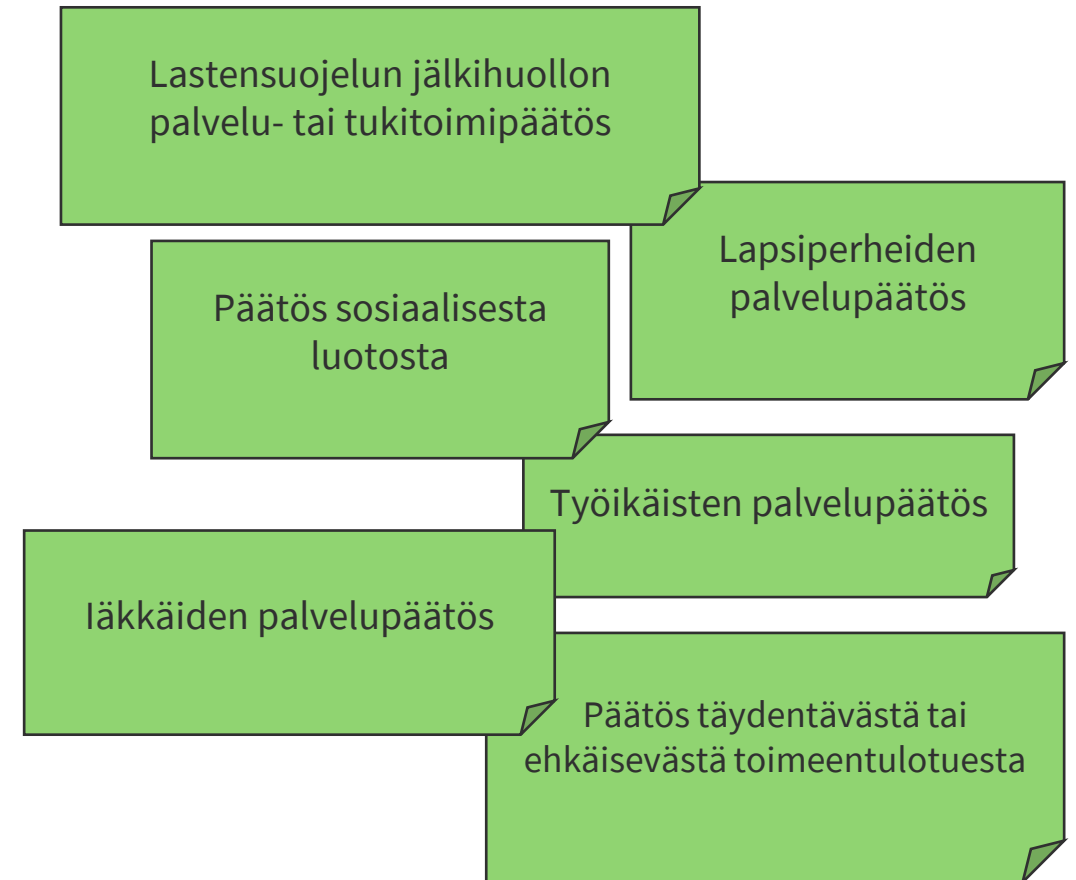 Lastensuojelun jälkihuollon
palvelu- tai tukitoimipäätös
Lapsiperheiden
palvelupäätös
Päätös sosiaalisesta
luotosta
Työikäisten palvelupäätös
Iäkkäiden palvelupäätös
Päätös täydentävästä tai
ehkäisevästä toimeentulotuesta